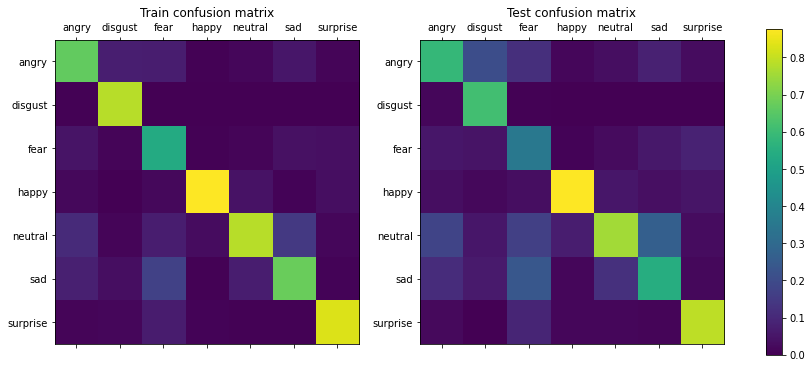 Train confusion matrix
angry disgust fear happy neutral sad surprise
angry
disgust
fear
happy
neutral
sad
surprise
Test confusion matrix
angry disgust fear happy neutral sad surprise
angry
disgust
fear
happy
neutral
sad
surprise
0.8
0.7
0.6
0.5
0.4
0.3
0.2
0.1
0.0